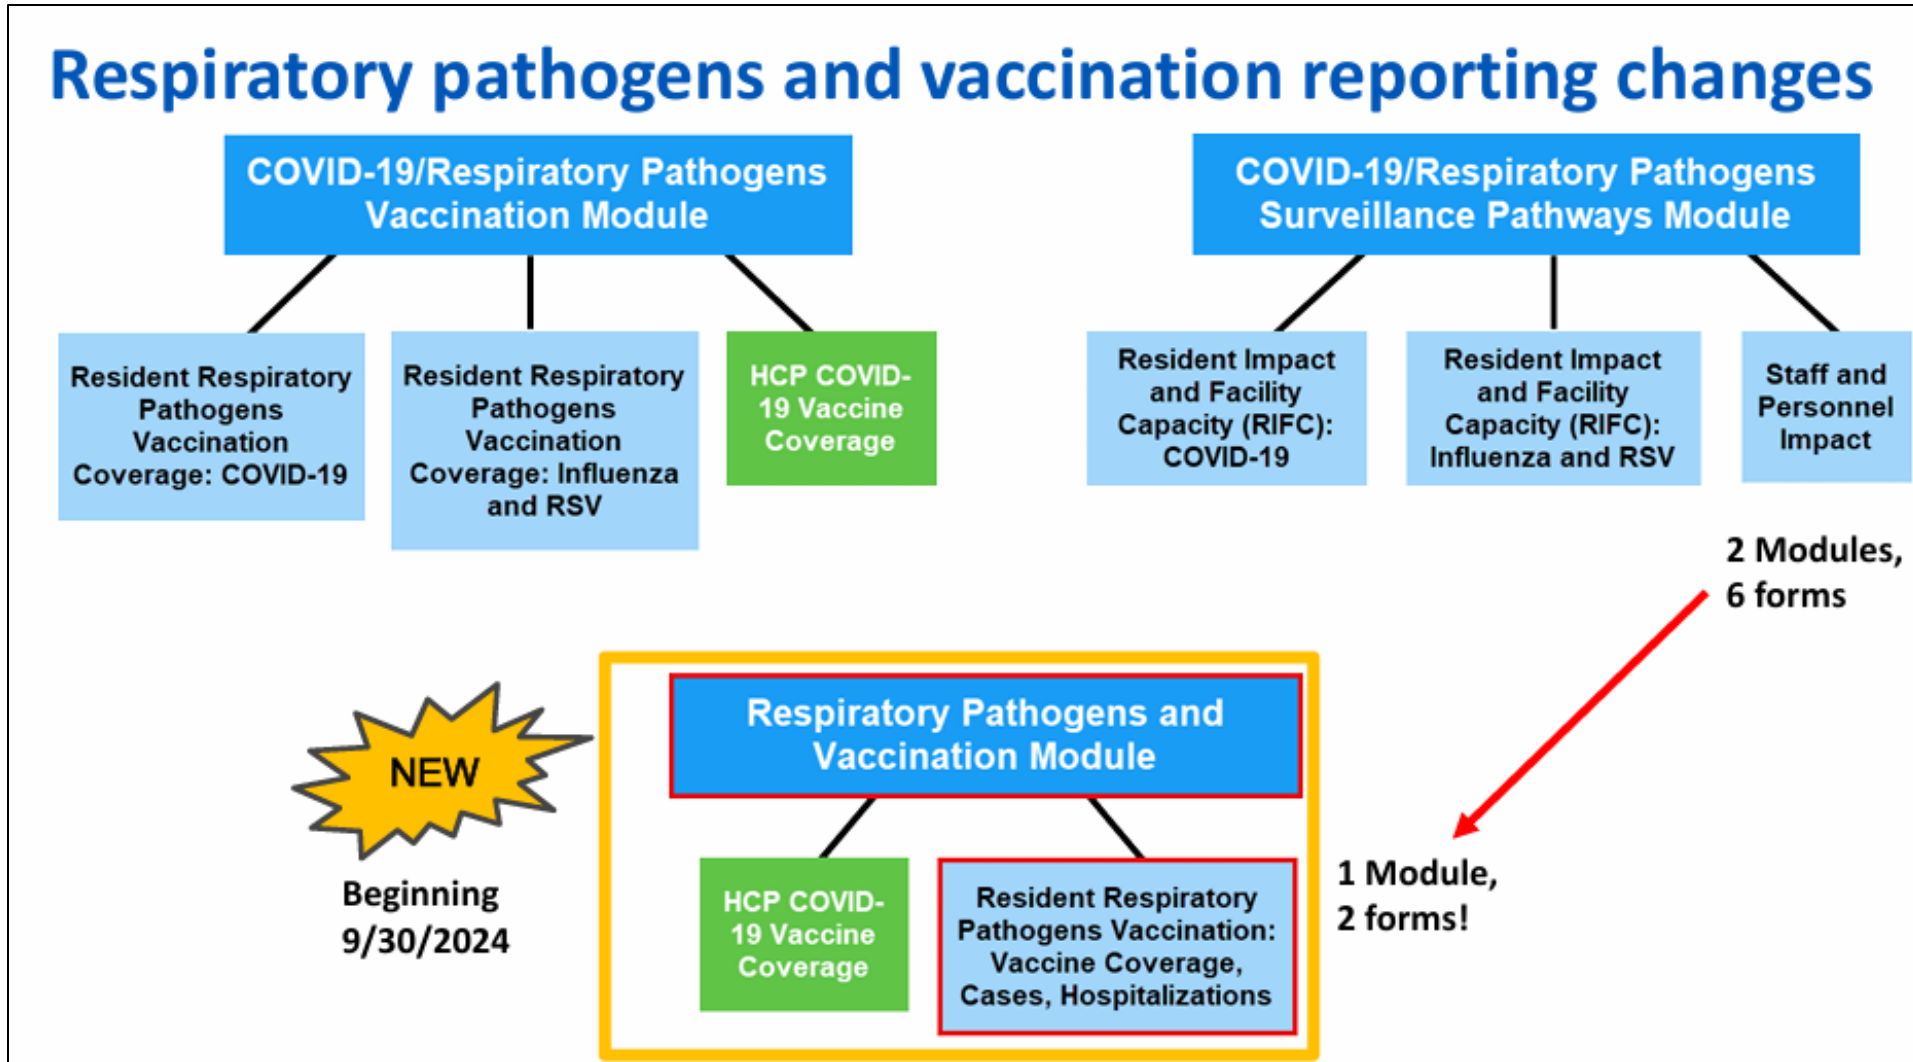 Respiratory pathogens and vaccination reporting changes
COVID-19/Respiratory Pathogens
Vaccination Module
Resident Respiratory
Pathogens
Vaccination
Coverage: COVID-19
Resident Respiratory
Pathogens
Vaccination
Coverage: Influenza
and RSV
HCP COVID-
19 Vaccine
Coverage
COVID-19/Respiratory Pathogens
Surveillance Pathways Module
Resident Impact
and Facility
Capacity (RIFC):
COVID-19
Resident Impact
and Facility
Capacity (RIFC):
Influenza and RSV
Staff and
Personnel
Impact
2 Modules,
6 forms
NEW
Beginning
9/30/2024
Respiratory Pathogens and
Vaccination Module
HCP COVID-
19 Vaccine
Coverage
Resident Respiratory
Pathogens Vaccination:
Vaccine Coverage,
Cases, Hospitalizations
1 Module,
2 forms!